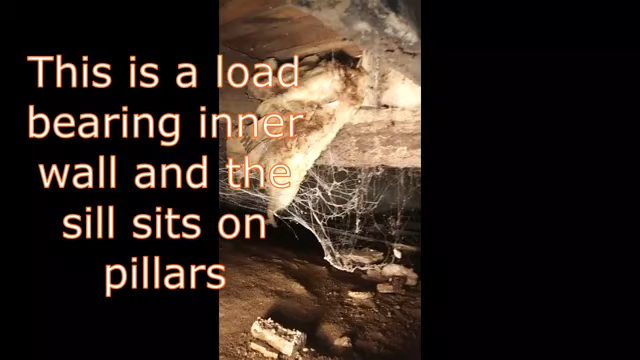 This is a load
bearing inner
wall and the
sill sits on
pillars